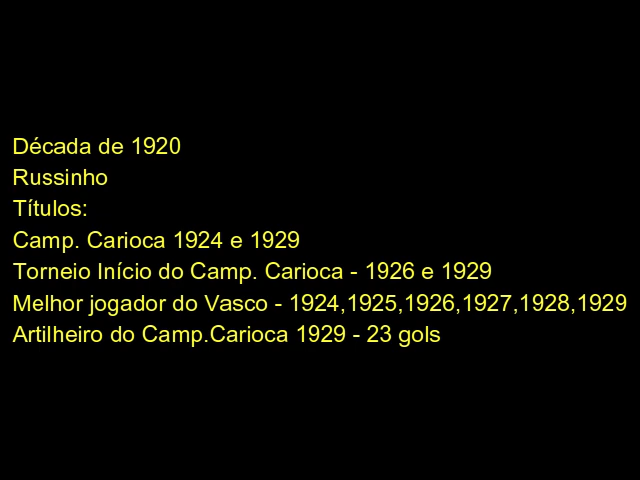 Década de 1920
Russinho
Títulos:
Camp. Carioca 1924 e 1929
Torneio Início do Camp. Carioca - 1926 e 1929
Melhor jogador do Vasco - 1924,1925,1926,1927,1928,1929
Artilheiro do Camp.Carioca 1929 - 23 gols